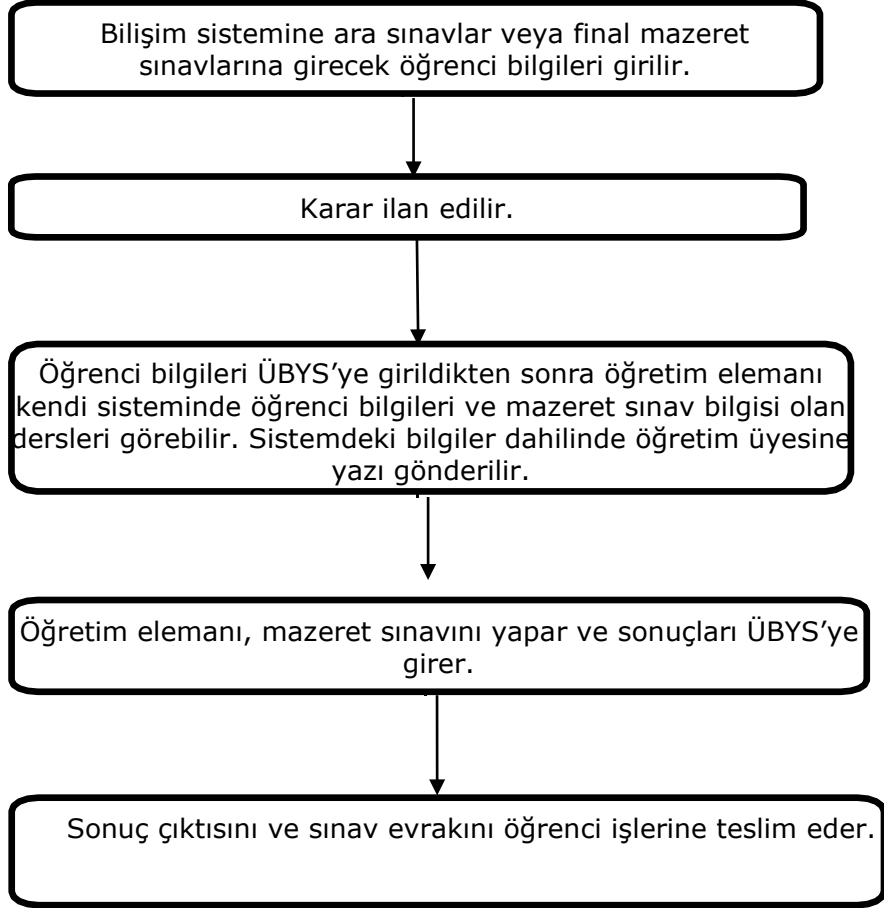 Bilişim sistemine ara sınavlar veya final mazeret
sınavlarına girecek öğrenci bilgileri girilir.
Karar ilan edilir.
Öğrenci bilgileri ÜBYS’ye girildikten sonra öğretim elemanı
kendi sisteminde öğrenci bilgileri ve mazeret sınav bilgisi olan
dersleri görebilir. Sistemdeki bilgiler dahilinde öğretim üyesine
yazı gönderilir.
Öğretim elemanı, mazeret sınavını yapar ve sonuçları ÜBYS’ye
girer.
Sonuç çıktısını ve sınav evrakını öğrenci işlerine teslim eder.